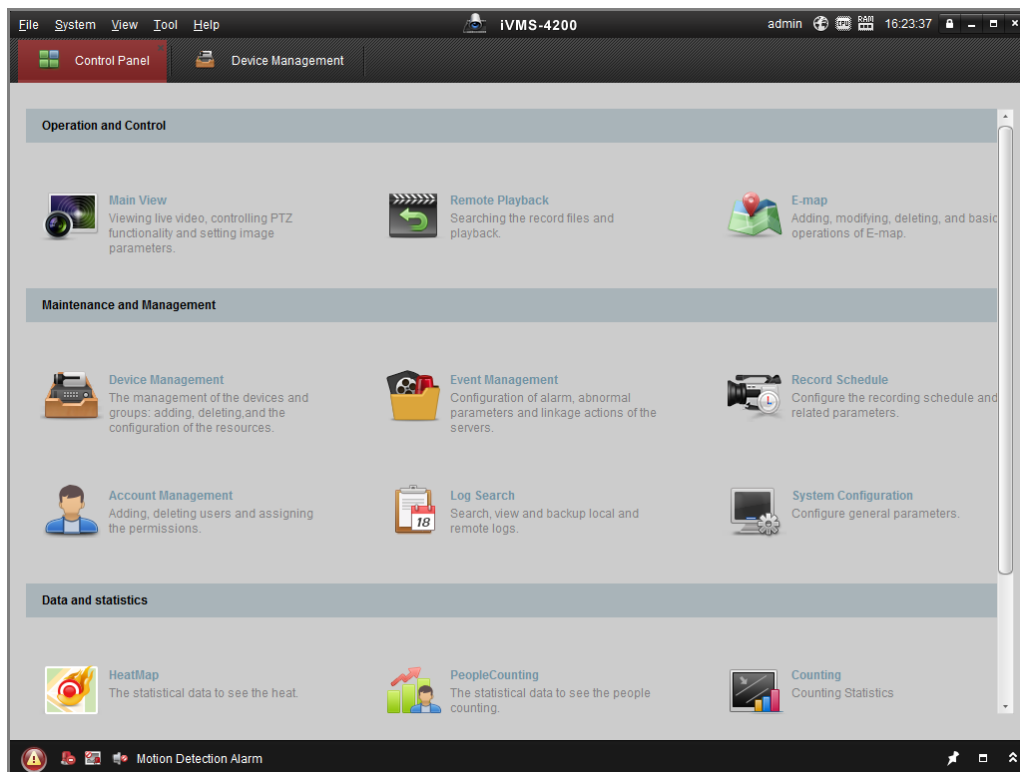 File System View Tool Help iVMS-4200 admin CPU RAM 16:23:37
Control Panel Device Management
Operation and Control
Main View
Viewing live video, controlling PTZ
functionality and setting image
parameters.
Remote Playback
Searching the record files and
playback.
E-map
Adding, modifying, deleting, and basic
operations of E-map.
Maintenance and Management
Device Management
The management of the devices and
groups: adding, deleting,and the
configuration of the resources.
Event Management
Configuration of alarm, abnormal
parameters and linkage actions of the
servers.
Record Schedule
Configure the recording schedule and
related parameters.
Account Management
Adding, deleting users and assigning
the permissions.
18
Log Search
Search, view and backup local and
remote logs.
System Configuration
Configure general parameters.
Data and statistics
HeatMap
The statistical data to see the heat.
PeopleCounting
The statistical data to see the people
counting.
Counting
Counting Statistics
Motion Detection Alarm